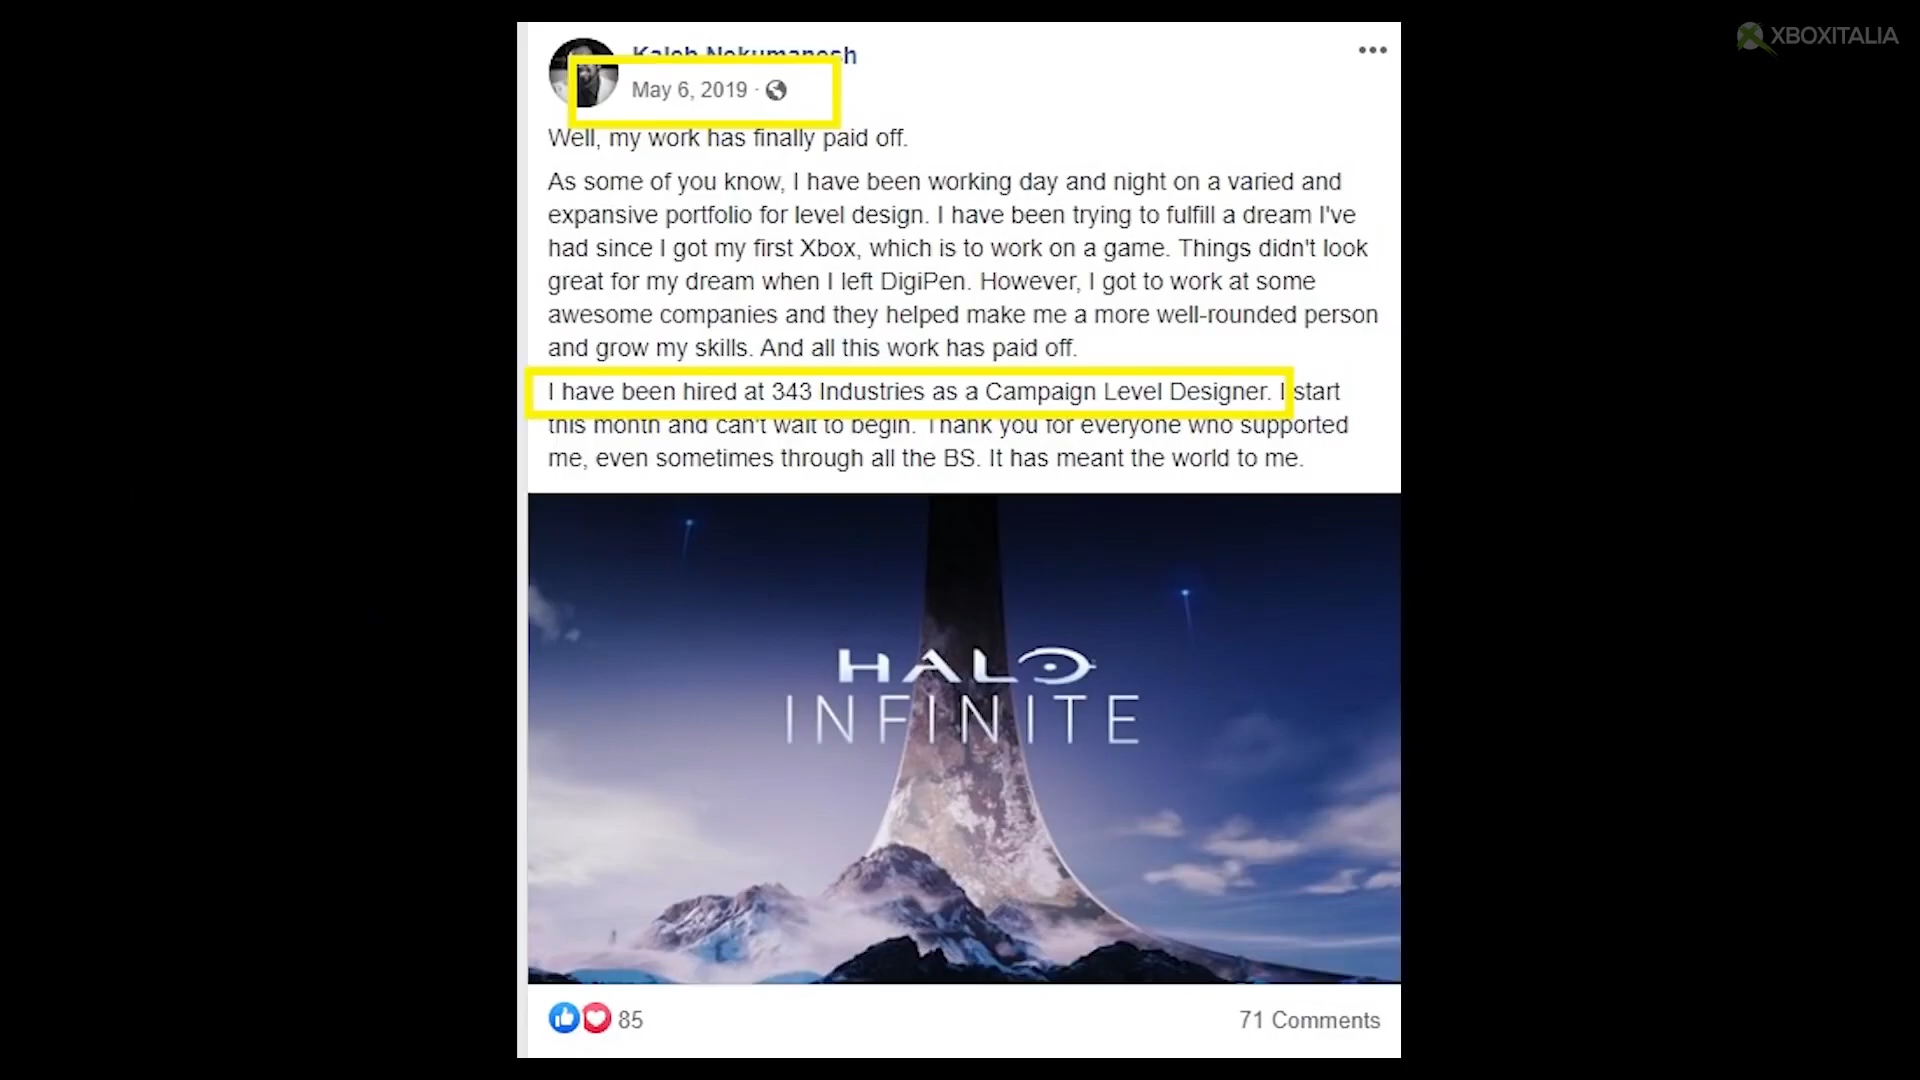 XBOXITALIA
Kaleb Nokumanesh
May 6, 2019 ·
Well, my work has finally paid off.
As some of you know, I have been working day and night on a varied and
expansive portfolio for level design. I have been trying to fulfill a dream I've
had since I got my first Xbox, which is to work on a game. Things didn't look
great for my dream when I left DigiPen. However, I got to work at some
awesome companies and they helped make me a more well-rounded person
and grow my skills. And all this work has paid off.
I have been hired at 343 Industries as a Campaign Level Designer. I start
this month and can't wait to begin. Thank you for everyone who supported
me, even sometimes through all the BS. It has meant the world to me.
HALO
INFINITE
85
71 Comments